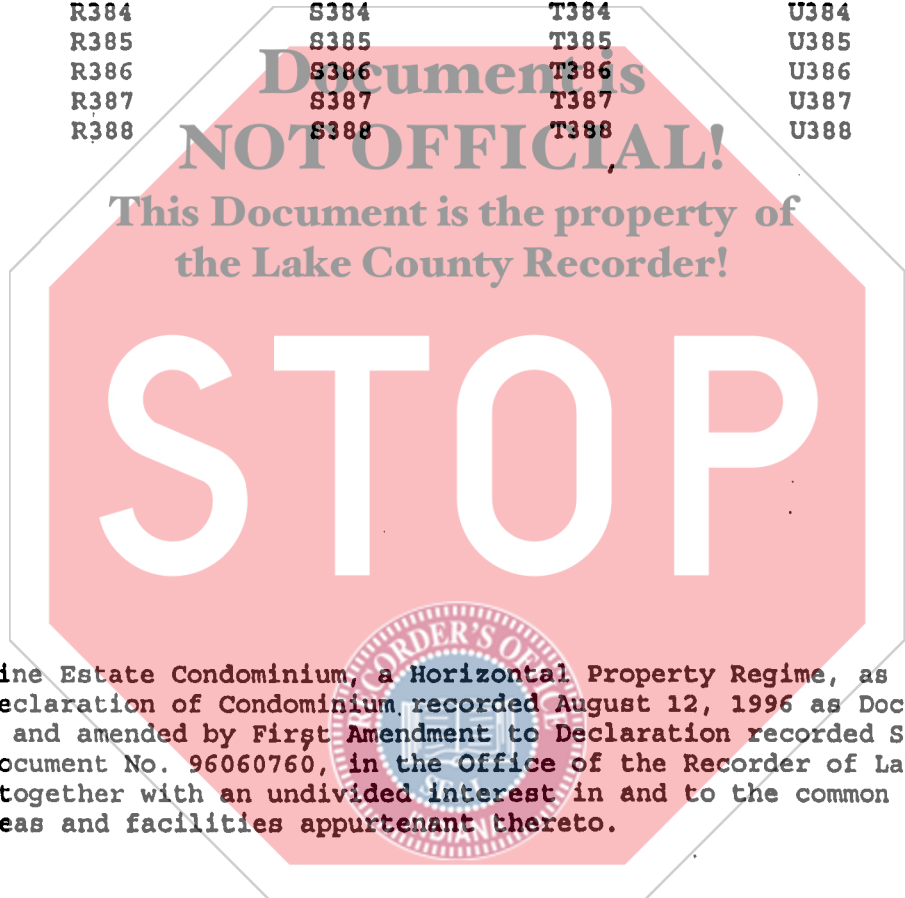 R384 S384 T384 U384
R385 S385 T385 U385
R386 S386 T386 U386
R387 S387 T387 U387
R388 S388 T388 U388
Document is
NOT OFFICIAL!
This Document is the property of
the Lake County Recorder!
STOP
RECORDER'S OFFICE
ine Estate Condominium, a Horizontal Property Regime, as
eclaration of Condominium recorded August 12, 1996 as Doc
and amended by First Amendment to Declaration recorded S
ocument No. 96060760, in the Office of the Recorder of La
together with an undivided interest in and to the common
eas and facilities appurtenant thereto.
SEAL
INDIANA